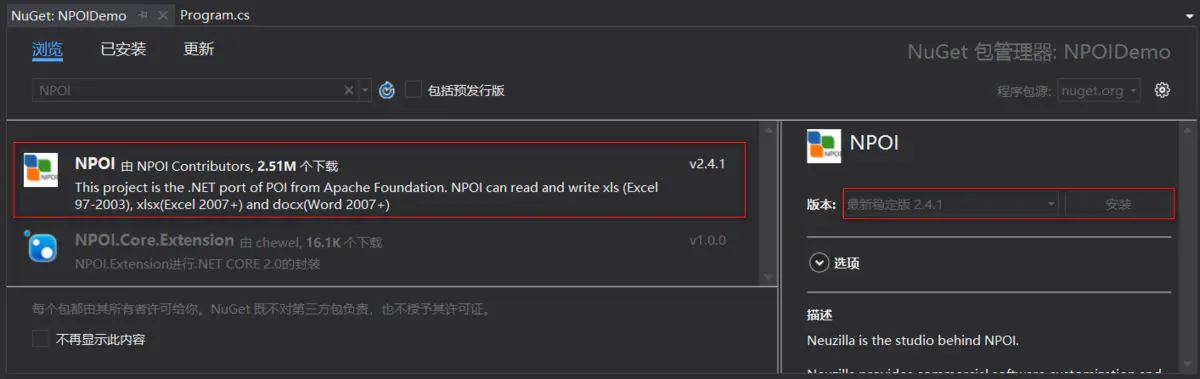 NuGet: NPOIDemo
Program.cs
浏览 已安装 更新
NuGet 包管理器: NPOIDemo
NPOI
包括预发行版
程序包源: nuget.org
NPOI 由 NPOI Contributors, 2.51M 个下载
v2.4.1
This project is the .NET port of POI from Apache Foundation. NPOI can read and write xls (Excel
97-2003), xlsx(Excel 2007+) and docx(Word 2007+)
NPOI.Core.Extension 由 chewel, 16.1K 个下载
v1.0.0
NPOI.Extension进行.NET CORE 2.0的封装
每个包都由其所有者许可给你。NuGet 既不对第三方包负责，也不授予其许可证。
不再显示此内容
NPOI
版本: 最新稳定版 2.4.1 安装
选项
描述
Neuzilla is the studio behind NPOI.
Neuzilla provides commercial software customization and